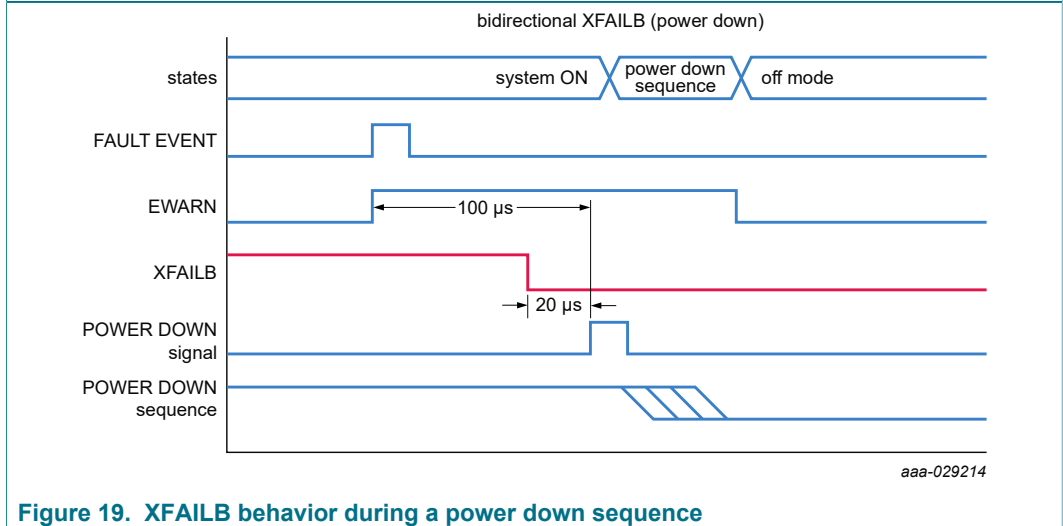 bidirectional XFAILB (power down)
states
system ON
power down
sequence
off mode
FAULT EVENT
EWARN
100 μs
XFAILB
20 μs
POWER DOWN
signal
POWER DOWN
sequence
aaa-029214
Figure 19. XFAILB behavior during a power down sequence